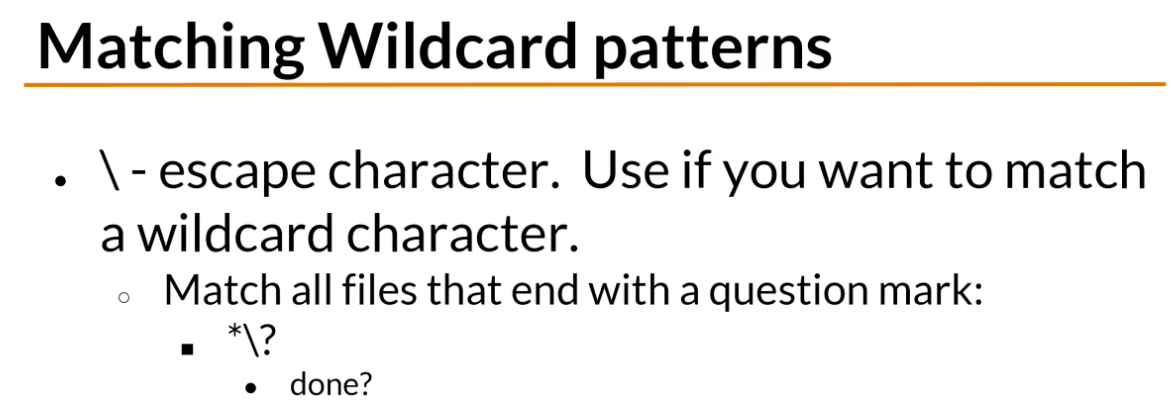 Matching Wildcard patterns
• \ - escape character. Use if you want to match
a wildcard character.
○ Match all files that end with a question mark:
■ *\?
• done?